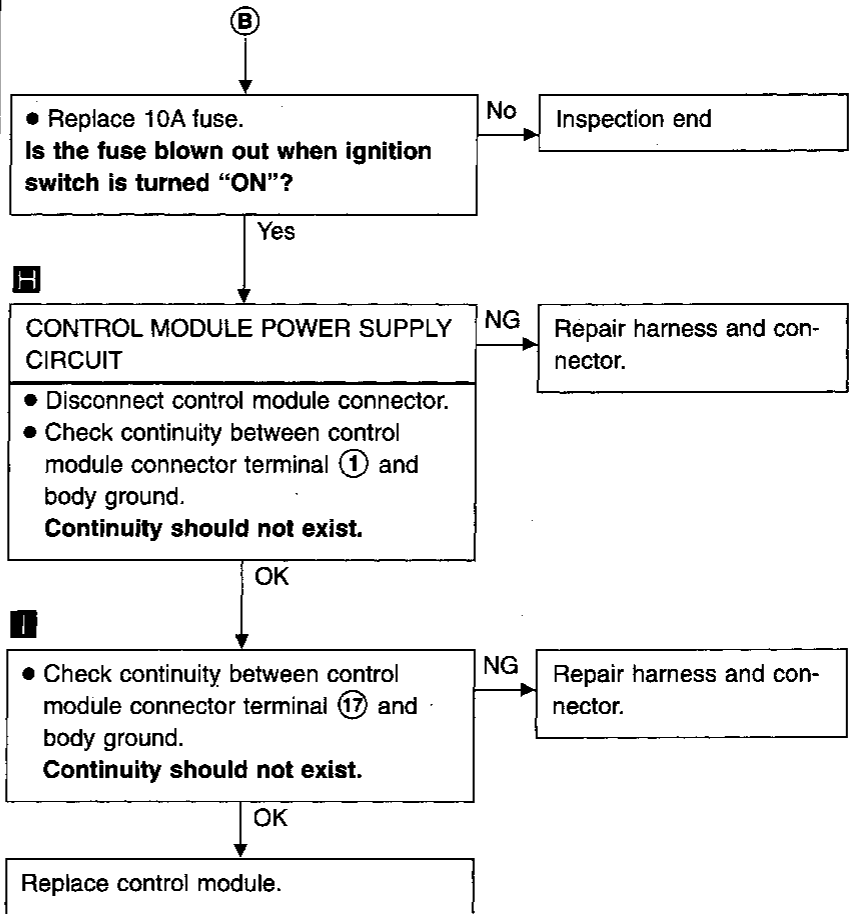 B
● Replace 10A fuse.
Is the fuse blown out when ignition
switch is turned “ON”?
No
Inspection end
Yes
H
CONTROL MODULE POWER SUPPLY
CIRCUIT
NG
Repair harness and con-
nector.
● Disconnect control module connector.
● Check continuity between control
module connector terminal ① and
body ground.
Continuity should not exist.
OK
I
● Check continuity between control
module connector terminal ⑰ and
body ground.
Continuity should not exist.
NG
Repair harness and con-
nector.
OK
Replace control module.